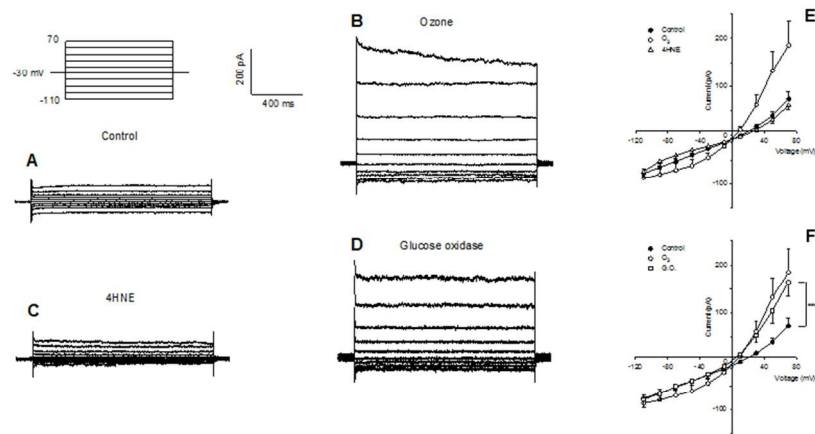 70
-30 mV
-110
200 pA
400 ms
Control
A
B
Ozone
C
4HNE
D
Glucose oxidase
E
Control
O3
4HNE
200
100
-100
Current (pA)
-80
-40
0
40
80
Voltage (mV)
F
Control
O3
G.O.
200
100
-100
Current (pA)
-80
-40
0
40
80
Voltage (mV)
***